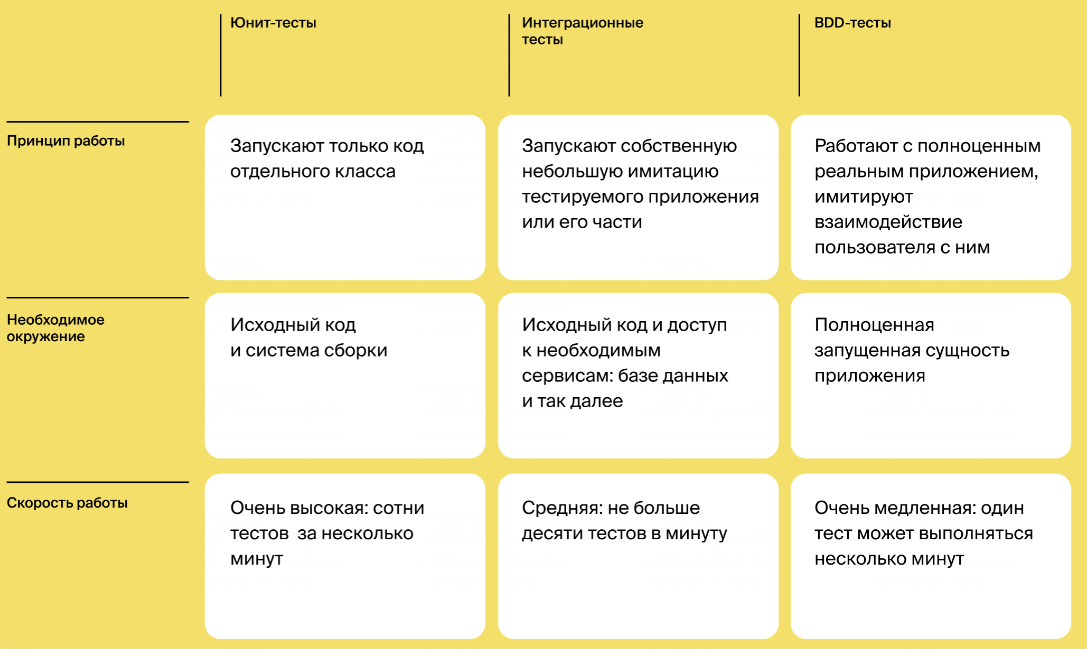 Юнит-тесты
Интеграционные
тесты
BDD-тесты
Принцип работы
Запускают только код
отдельного класса
Запускают собственную
небольшую имитацию
тестируемого приложения
или его части
Работают с полноценным
реальным приложением,
имитируют
взаимодействие
пользователя с ним
Необходимое
окружение
Исходный код
и система сборки
Исходный код и доступ
к необходимым
сервисам: базе данных
и так далее
Полноценная
запущенная сущность
приложения
Скорость работы
Очень высокая: сотни
тестов за несколько
минут
Средняя: не больше
десяти тестов в минуту
Очень медленная: один
тест может выполняться
несколько минут